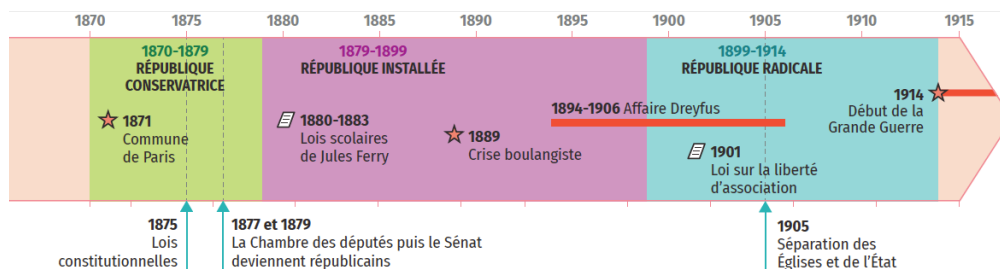 1870 1875 1880 1885 1890 1895 1900 1905 1910 1915
1870-1879
RÉPUBLIQUE
CONSERVATRICE
1879-1899
RÉPUBLIQUE INSTALLÉE
1899-1914
RÉPUBLIQUE RADICALE
1871
Commune
de Paris
1880-1883
Lois scolaires
de Jules Ferry
1889
Crise boulangiste
1894-1906 Affaire Dreyfus
1901
Loi sur la liberté
d'association
1914
Début de la
Grande Guerre
1875
Lois
constitutionnelles
1877 et 1879
La Chambre des députés puis le Sénat
deviennent républicains
1905
Séparation des
Églises et de l'État